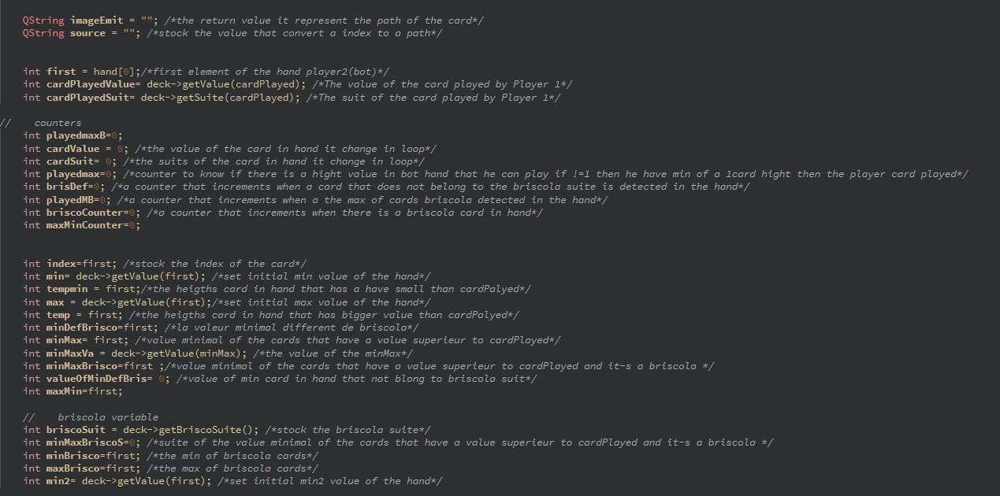 QString imageEmit = ""; /*the return value it represent the path of the card*/
QString source = ""; /*stock the value that convert a index to a path*/
int first = hand[0];/*first element of the hand player2(bot)*/
int cardPlayedValue= deck->getValue(cardPlayed); /*The value of the card played by Player 1*/
int cardPlayedSuit= deck->getSuite(cardPlayed); /*The suit of the card played by Player 1*/
//    counters
int playedmaxB=0;
int cardValue = 0; /*the value of the card in hand it change in loop*/
int cardSuit= 0; /*the suits of the card in hand it change in loop*/
int playedmax=0; /*counter to know if there is a hight value in bot hand that he can play if !=1 then he have min of a 1card hight then the player card played*/
int brisDef=0; /*a counter that increments when a card that does not belong to the briscola suite is detected in the hand*/
int playedMB=0; /*a counter that increments when a the max of cards briscola detected in the hand*/
int briscoCounter=0; /*a counter that increments when there is a briscola card in hand*/
int maxMinCounter=0;
int index=first; /*stock the index of the card*/
int min= deck->getValue(first); /*set initial min value of the hand*/
int tempmin = first;/*the heigths card in hand that has a have small than cardPalyed*/
int max = deck->getValue(first);/*set initial max value of the hand*/
int temp = first; /*the heigths card in hand that has bigger value than cardPalyed*/
int minDefBrisco=first; /*la valeur minimal different de briscola*/
int minMax= first; /*value minimal of the cards that have a value superieur to cardPlayed*/
int minMaxVa = deck->getValue(minMax); /*the value of the minMax*/
int minMaxBrisco=first ;/*value minimal of the cards that have a value superieur to cardPlayed and it-s a briscola */
int valueOfMinDefBris= 0; /*value of min card in hand that not blong to briscola suit*/
int maxMin=first;
//    briscola variable
int briscoSuit = deck->getBriscoSuite(); /*stock the briscola suite*/
int minMaxBriscoS=0; /*suite of the value minimal of the cards that have a value superieur to cardPlayed and it-s a briscola */
int minBrisco=first; /*the min of briscola cards*/
int maxBrisco=first; /*the max of briscola cards*/
int min2= deck->getValue(first); /*set initial min2 value of the hand*/